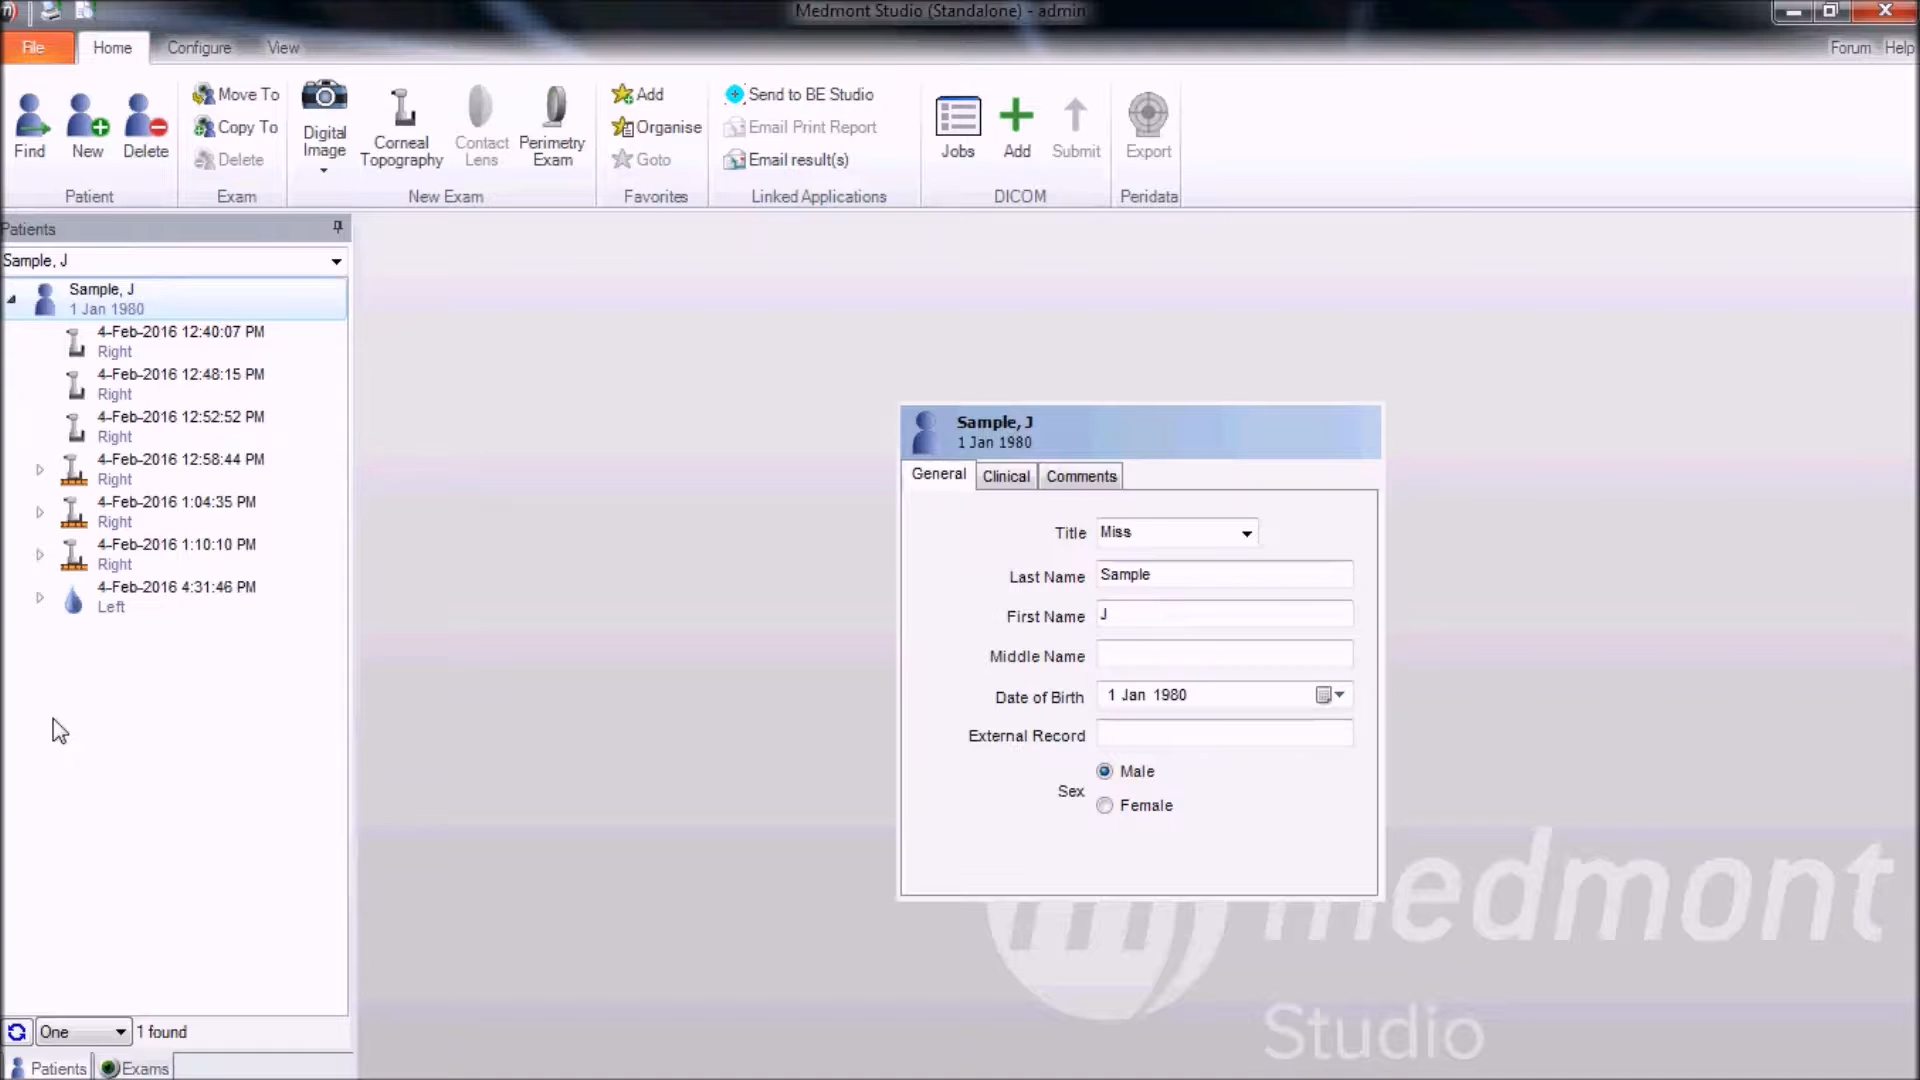 Medmont Studio (Standalone) - admin
File Home Configure View Forum Help
Find New Delete
Patient
Move To
Copy To
Delete
Exam
Digital Image
Corneal Topography
Contact Lens
Perimetry Exam
New Exam
Add
Organise
Goto
Favorites
Send to BE Studio
Email Print Report
Email result(s)
Linked Applications
Jobs Add Submit
DICOM
Export
Peridata
Patients
Sample, J
Sample, J
1 Jan 1980
4-Feb-2016 12:40:07 PM
Right
4-Feb-2016 12:48:15 PM
Right
4-Feb-2016 12:52:52 PM
Right
4-Feb-2016 12:58:44 PM
Right
4-Feb-2016 1:04:35 PM
Right
4-Feb-2016 1:10:10 PM
Right
4-Feb-2016 4:31:46 PM
Left
One 1 found
Patients Exams
Sample, J
1 Jan 1980
General Clinical Comments
Title Miss
Last Name Sample
First Name J
Middle Name
Date of Birth 1 Jan 1980
External Record
Sex
Male
Female
medmont
Studio